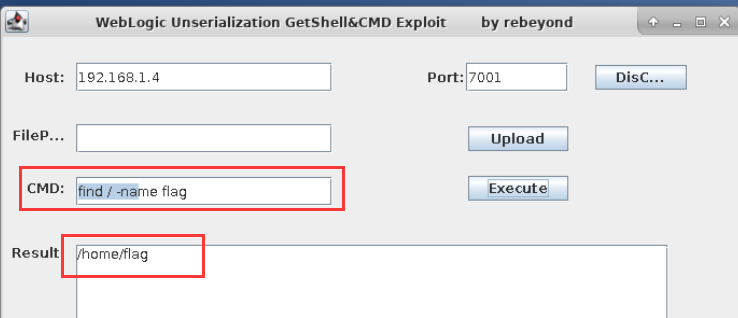 WebLogic Unserialization GetShell&CMD Exploit by rebeyond
Host: 192.168.1.4 Port: 7001 DisC...
FileP... Upload
CMD: find / -name flag Execute
Result /home/flag